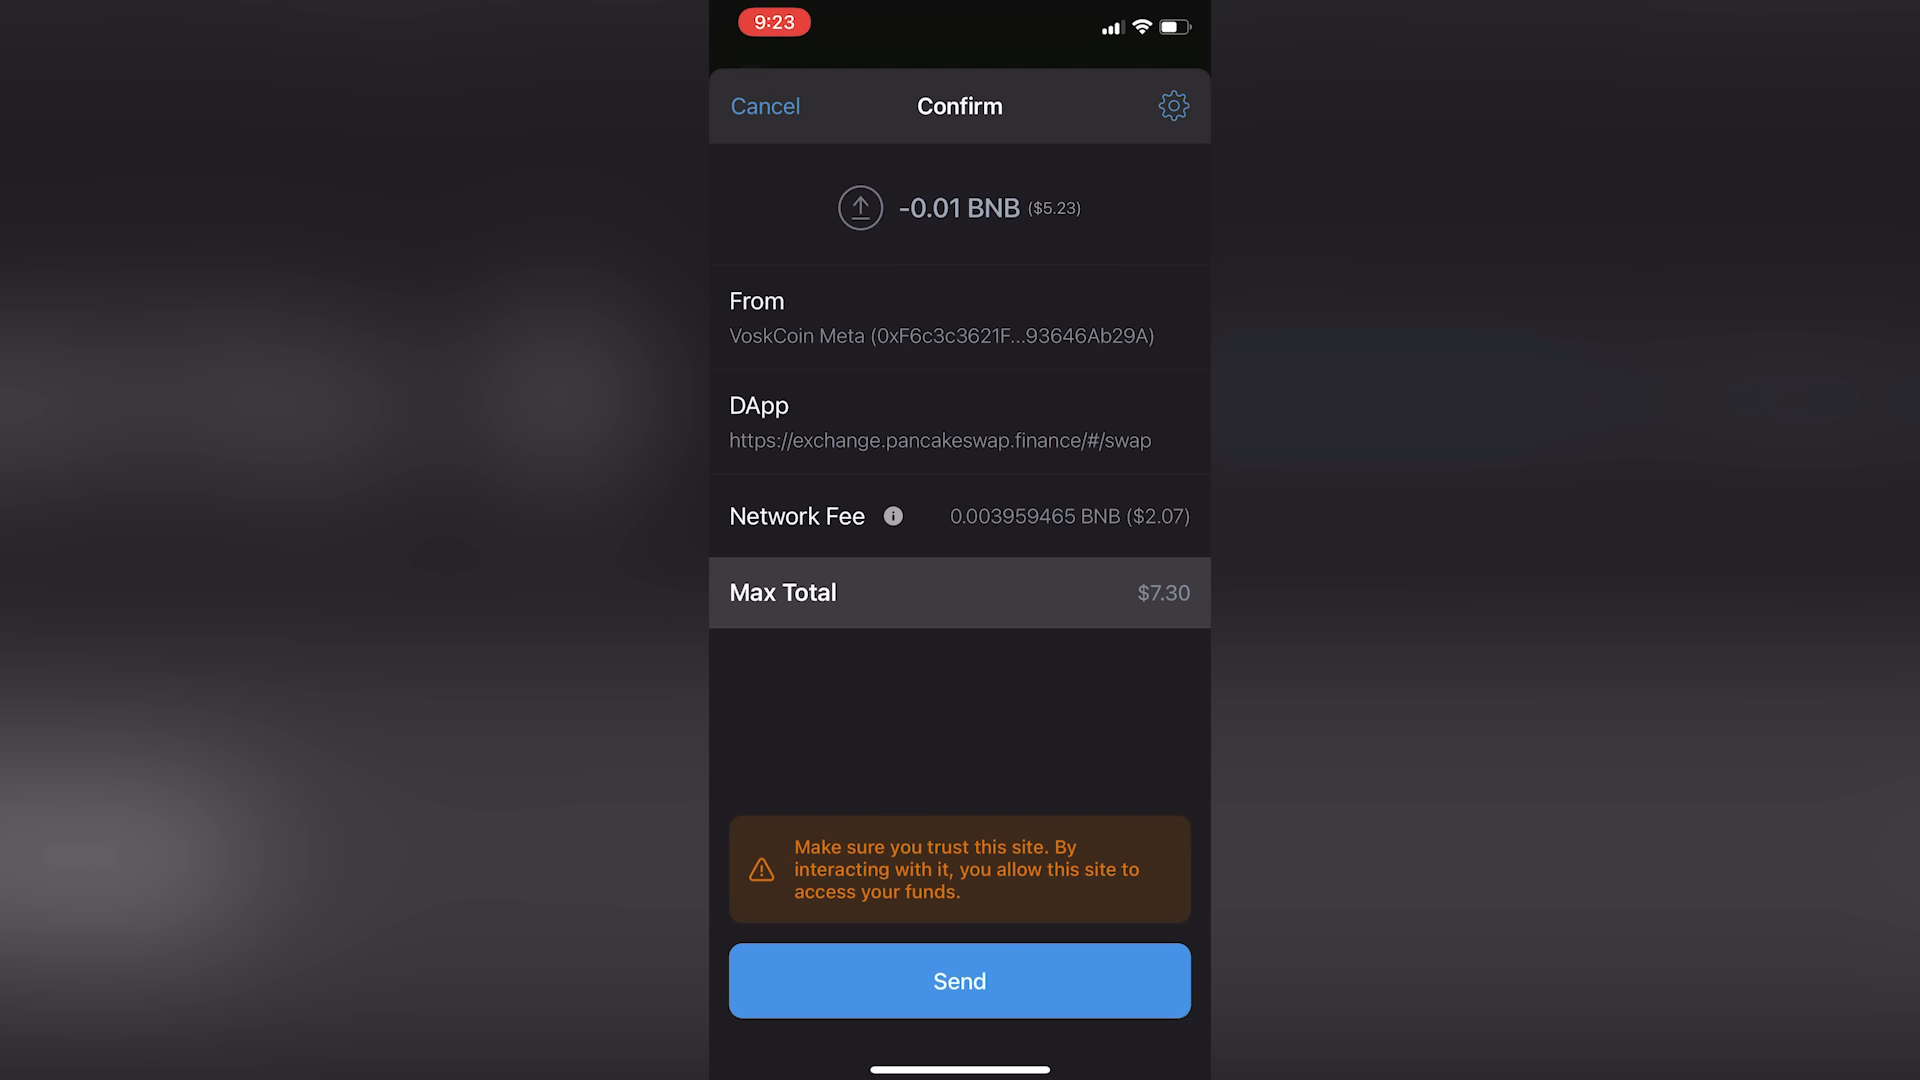 9:23
Cancel
Confirm
-0.01 BNB ($5.23)
From
VoskCoin Meta (0xF6c3c3621F...93646Ab29A)
DApp
https://exchange.pancakeswap.finance/#/swap
Network Fee
0.003959465 BNB ($2.07)
Max Total
$7.30
Make sure you trust this site. By
interacting with it, you allow this site to
access your funds.
Send